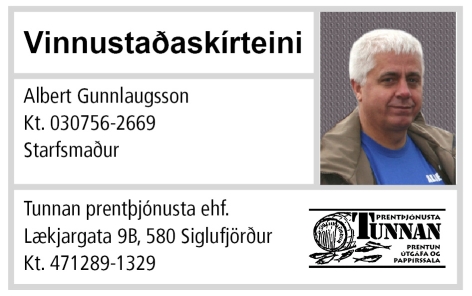 Vinnustaðaskírteini
Albert Gunnlaugsson
Kt. 030756-2669
Starfsmaður
Tunnan prentþjónusta ehf.
Lækjargata 9B, 580 Siglufjörður
Kt. 471289-1329
PRENTÞJÓNUSTA
TUNNAN
PRENTUN
ÚTGÁFA OG
PAPPÍRSSALA